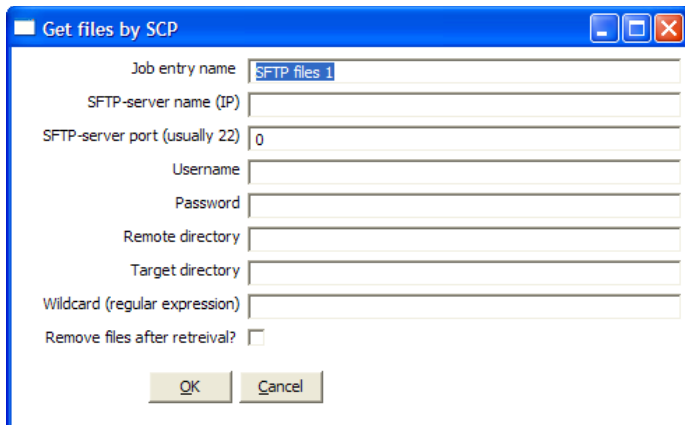 Get files by SCP
Job entry name SFTP files 1
SFTP-server name (IP)
SFTP-server port (usually 22) 0
Username
Password
Remote directory
Target directory
Wildcard (regular expression)
Remove files after retreival?
OK Cancel